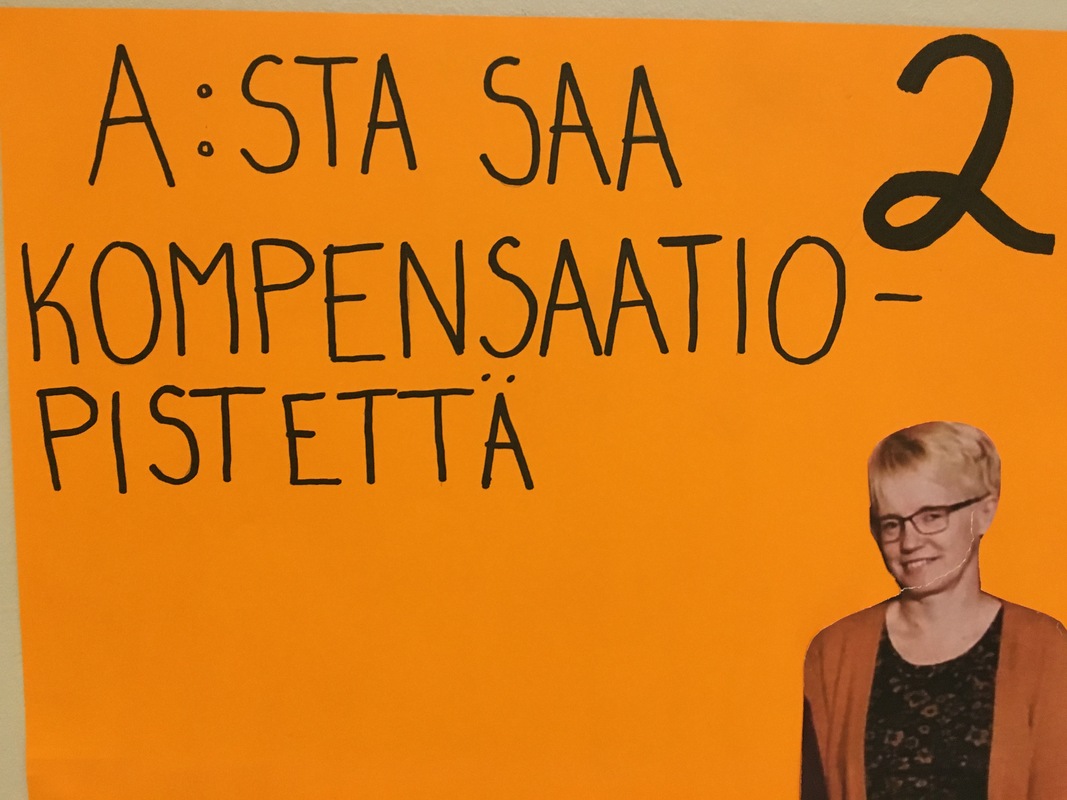 A:STA SAA 2
KOMPENSAATIO-
PISTETTÄ